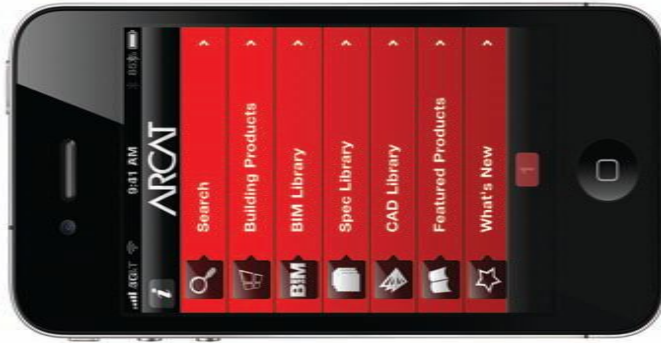 AT&T 9:41 AM
i ARCAT
Search >
Building Products >
BIM BIM Library >
Spec Library >
CAD Library >
Featured Products >
What's New >
1